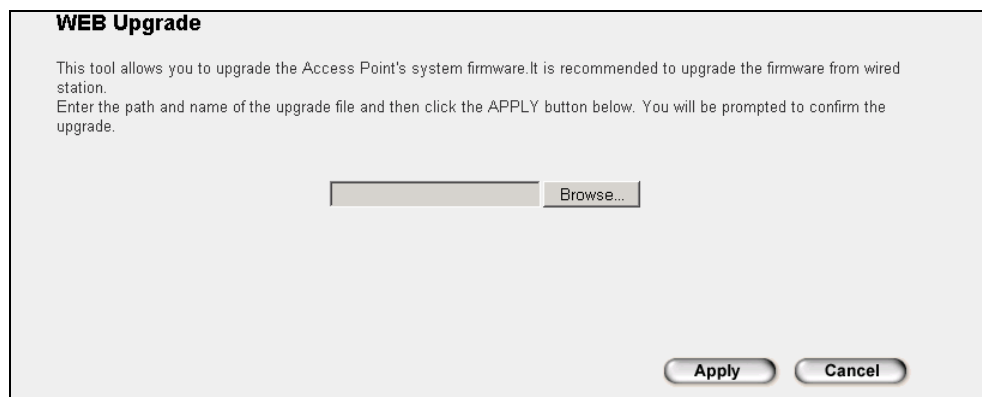 WEB Upgrade
This tool allows you to upgrade the Access Point's system firmware.It is recommended to upgrade the firmware from wired
station.
Enter the path and name of the upgrade file and then click the APPLY button below. You will be prompted to confirm the
upgrade.
Browse...
Apply Cancel